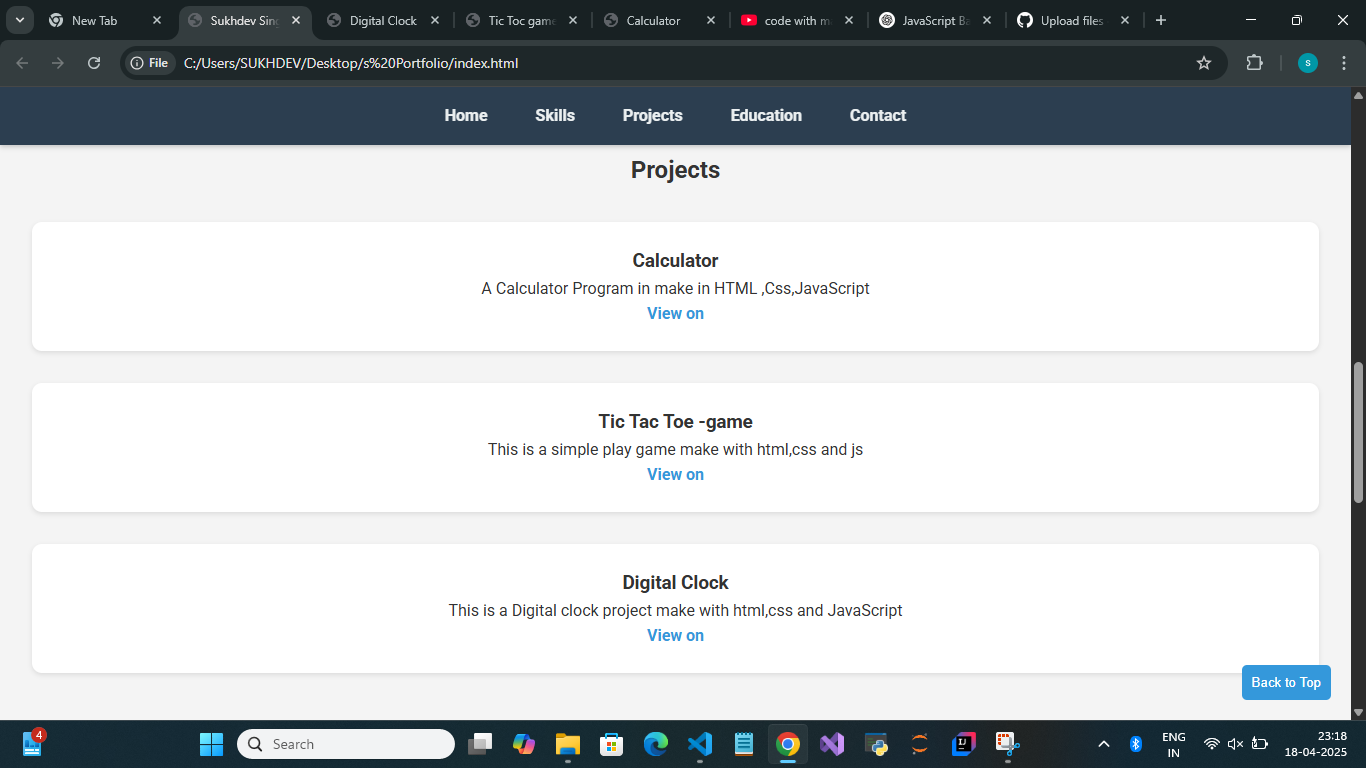 New Tab
Sukhdev Sin
Digital Clock
Tic Toc game
Calculator
code with m
JavaScript Ba
Upload files
File C:/Users/SUKHDEV/Desktop/s%20Portfolio/index.html
s
Home Skills Projects Education Contact
Projects
Calculator
A Calculator Program in make in HTML ,Css,JavaScript
View on
Tic Tac Toe -game
This is a simple play game make with html,css and js
View on
Digital Clock
This is a Digital clock project make with html,css and JavaScript
View on
Back to Top
4
Search
ENG
IN
23:18
18-04-2025